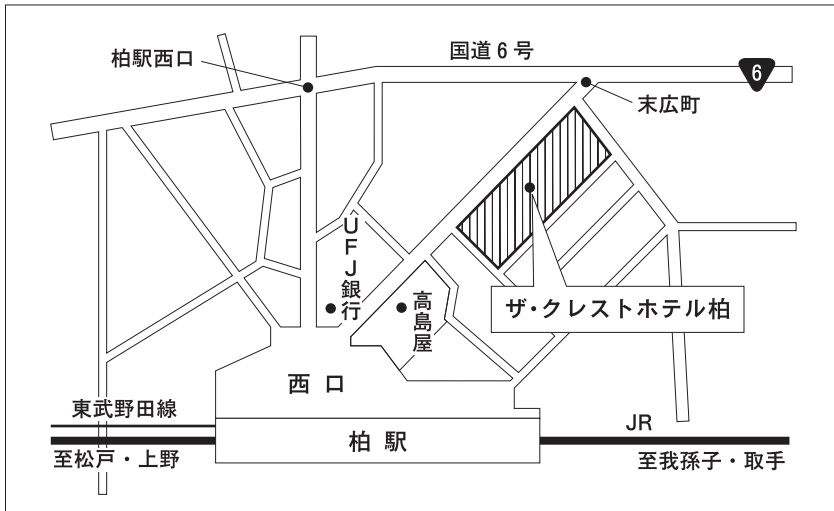 国道6号
柏駅西口
6
末広町
UFJ銀行
高島屋
ザ・クレストホテル柏
西口
東武野田線
JR
柏駅
至松戸・上野
至我孫子・取手